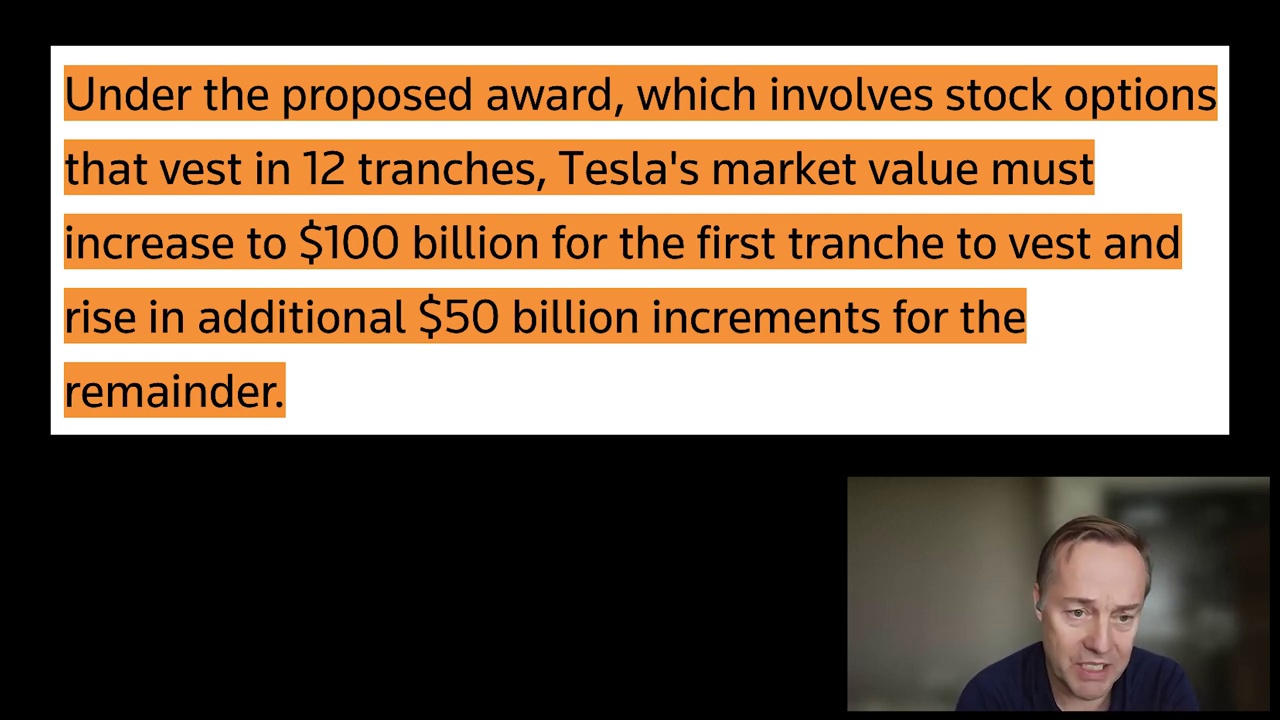 Under the proposed award, which involves stock options
that vest in 12 tranches, Tesla's market value must
increase to $100 billion for the first tranche to vest and
rise in additional $50 billion increments for the
remainder.